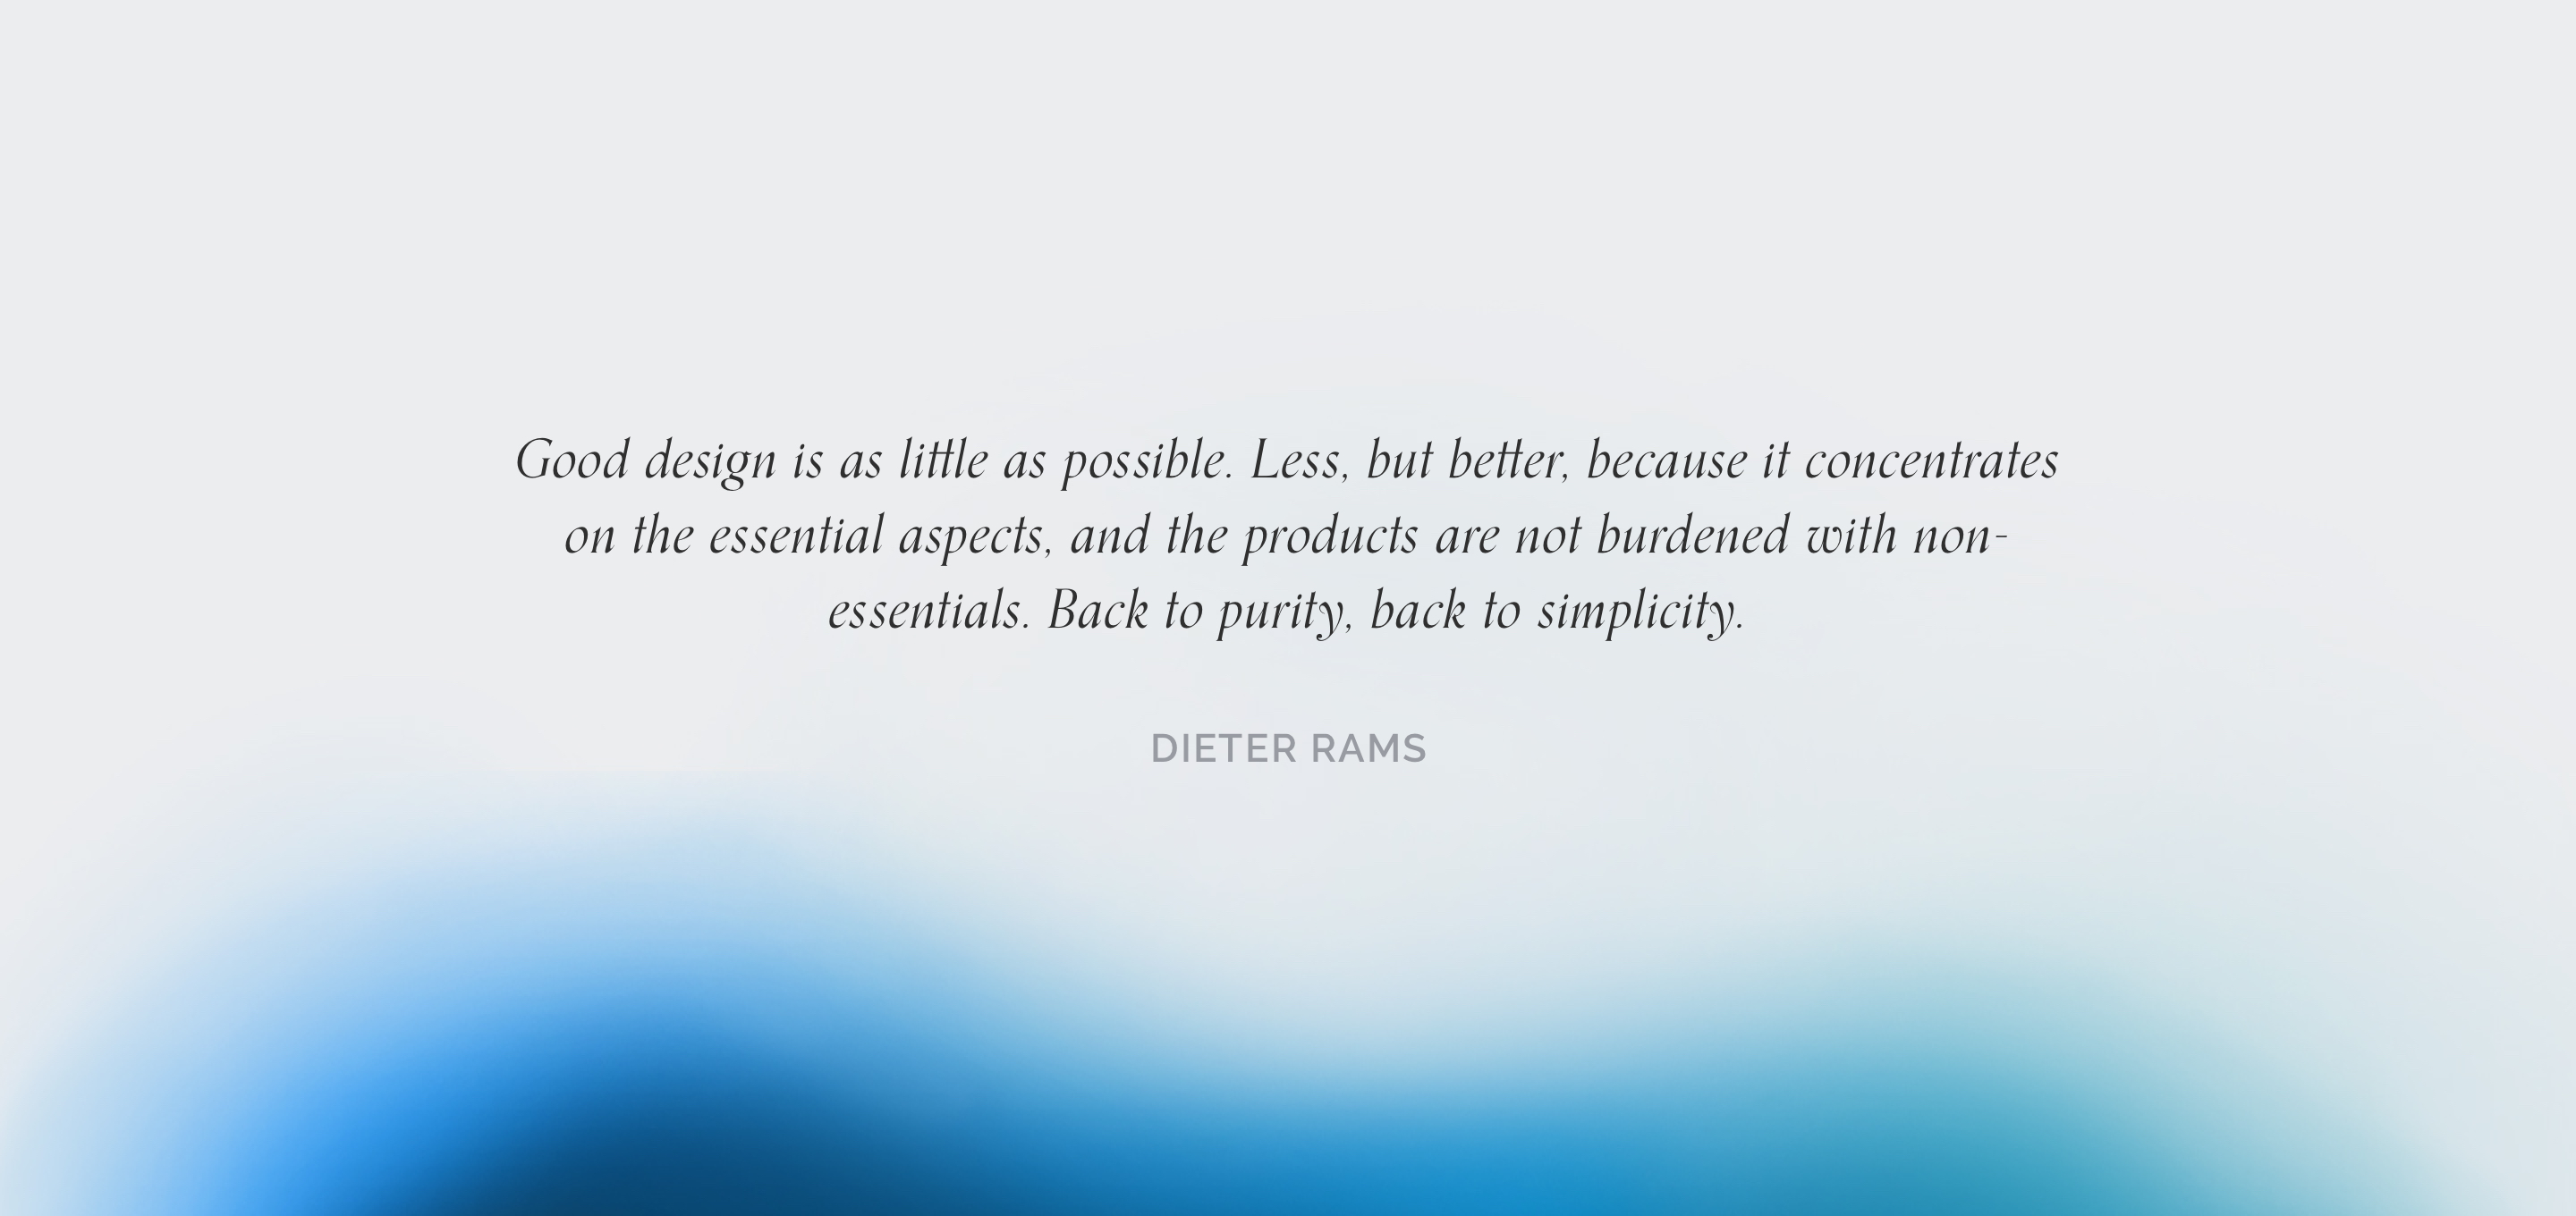 Good design is as little as possible. Less, but better, because it concentrates
on the essential aspects, and the products are not burdened with non-
essentials. Back to purity, back to simplicity.
DIETER RAMS